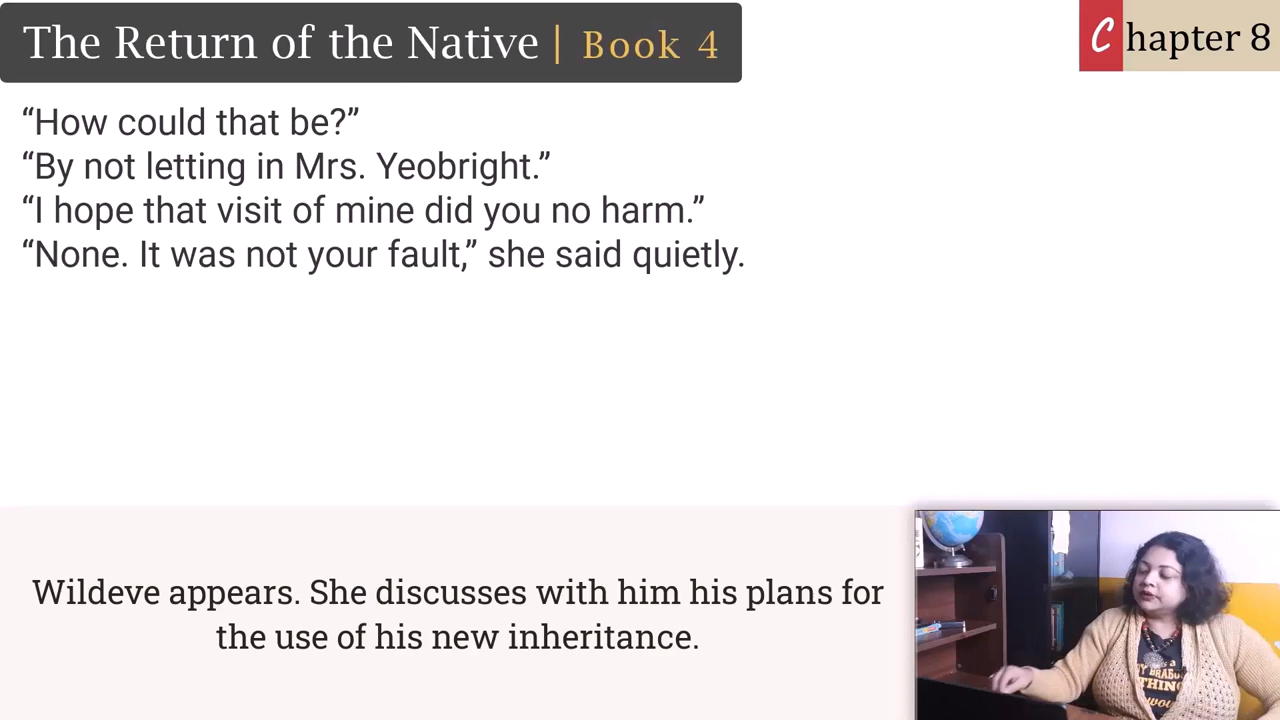 The Return of the Native | Book 4
Chapter 8
“How could that be?”
“By not letting in Mrs. Yeobright.”
“I hope that visit of mine did you no harm.”
“None. It was not your fault,” she said quietly.
Wildeve appears. She discusses with him his plans for
the use of his new inheritance.
THING